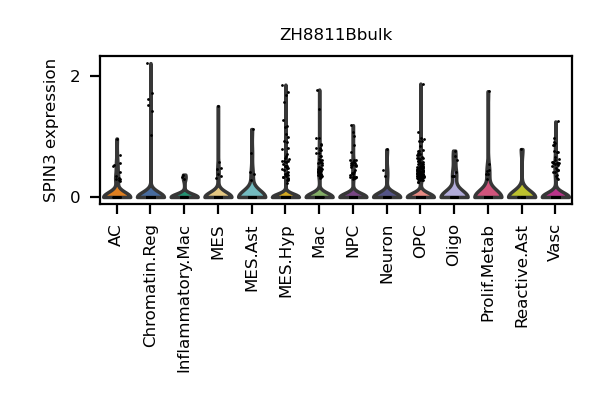 ZH8811Bbulk
SPIN3 expression
2
0
AC
Chromatin.Reg
Inflammatory.Mac
MES
MES.Ast
MES.Hyp
Mac
NPC
Neuron
OPC
Oligo
Prolif.Metab
Reactive.Ast
Vasc